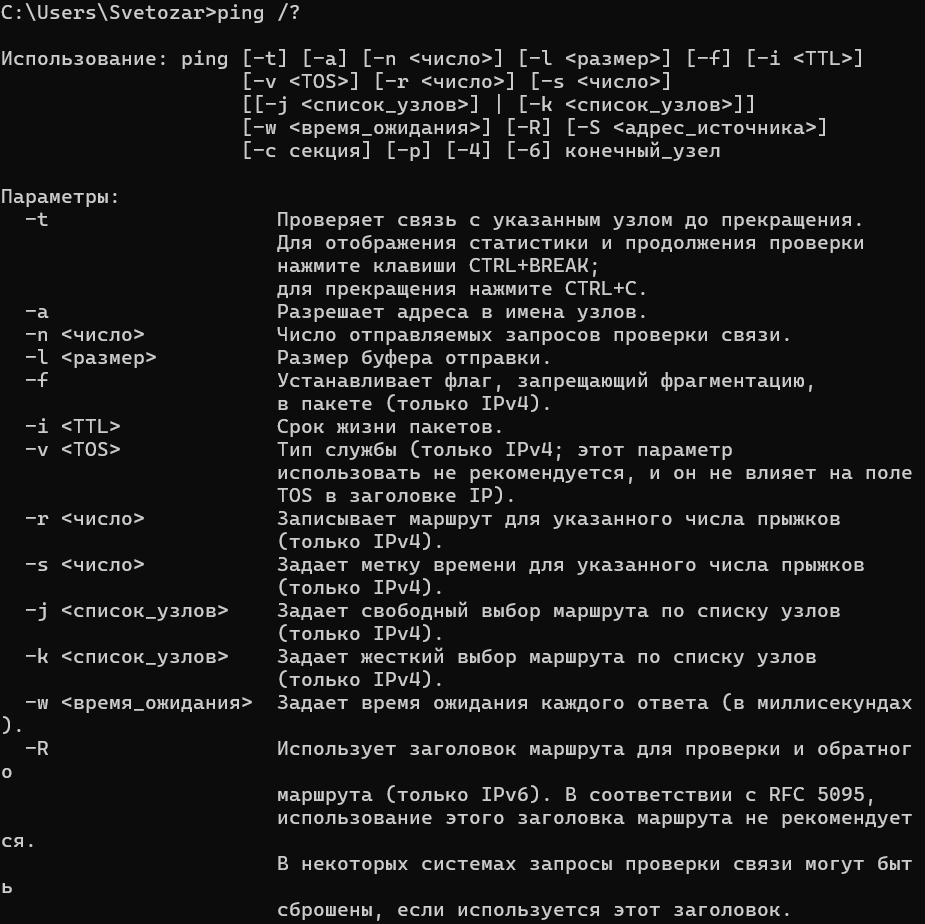 C:\Users\Svetozar>ping /?
Использование: ping [-t] [-a] [-n <число>] [-l <размер>] [-f] [-i <TTL>]
[-v <TOS>] [-r <число>] [-s <число>]
[[-j <список_узлов>] | [-k <список_узлов>]]
[-w <время_ожидания>] [-R] [-S <адрес_источника>]
[-c секция] [-p] [-4] [-6] конечный_узел
Параметры:
-t Проверяет связь с указанным узлом до прекращения.
Для отображения статистики и продолжения проверки
нажмите клавиши CTRL+BREAK;
для прекращения нажмите CTRL+C.
-a Разрешает адреса в имена узлов.
-n <число> Число отправляемых запросов проверки связи.
-l <размер> Размер буфера отправки.
-f Устанавливает флаг, запрещающий фрагментацию,
в пакете (только IPv4).
-i <TTL> Срок жизни пакетов.
-v <TOS> Тип службы (только IPv4; этот параметр
использовать не рекомендуется, и он не влияет на поле
TOS в заголовке IP).
-r <число> Записывает маршрут для указанного числа прыжков
(только IPv4).
-s <число> Задает метку времени для указанного числа прыжков
(только IPv4).
-j <список_узлов> Задает свободный выбор маршрута по списку узлов
(только IPv4).
-k <список_узлов> Задает жесткий выбор маршрута по списку узлов
(только IPv4).
-w <время_ожидания> Задает время ожидания каждого ответа (в миллисекундах
).
-R Использует заголовок маршрута для проверки и обратног
о
маршрута (только IPv6). В соответствии с RFC 5095,
использование этого заголовка маршрута не рекомендует
ся.
В некоторых системах запросы проверки связи могут быт
ь
сброшены, если используется этот заголовок.